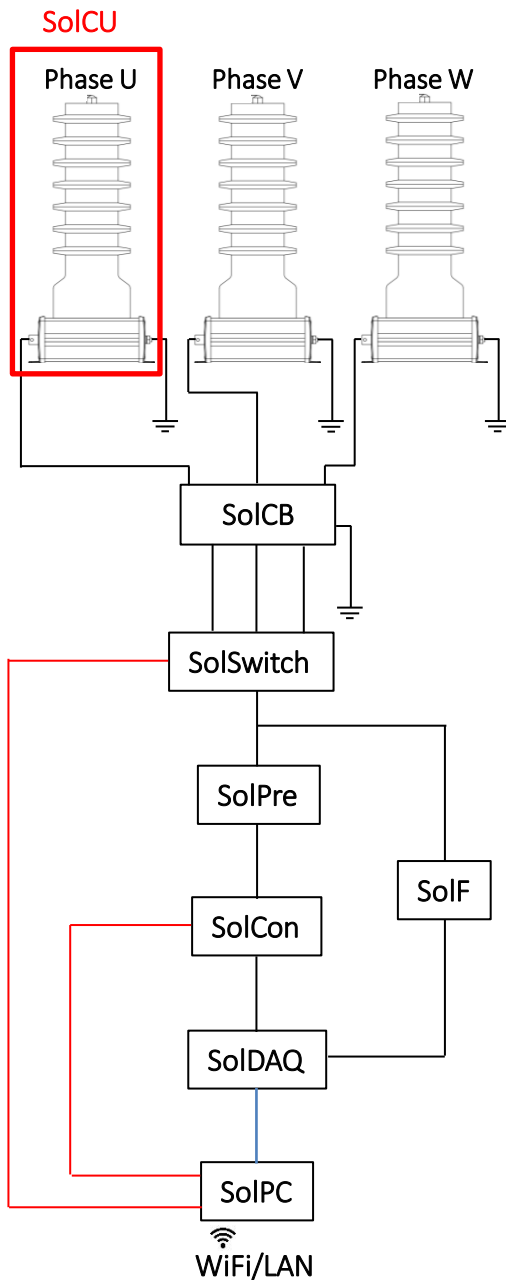 SolCU
Phase U
Phase V
Phase W
SolCB
SolSwitch
SolPre
SolF
SolCon
SolDAQ
SolPC
WiFi/LAN